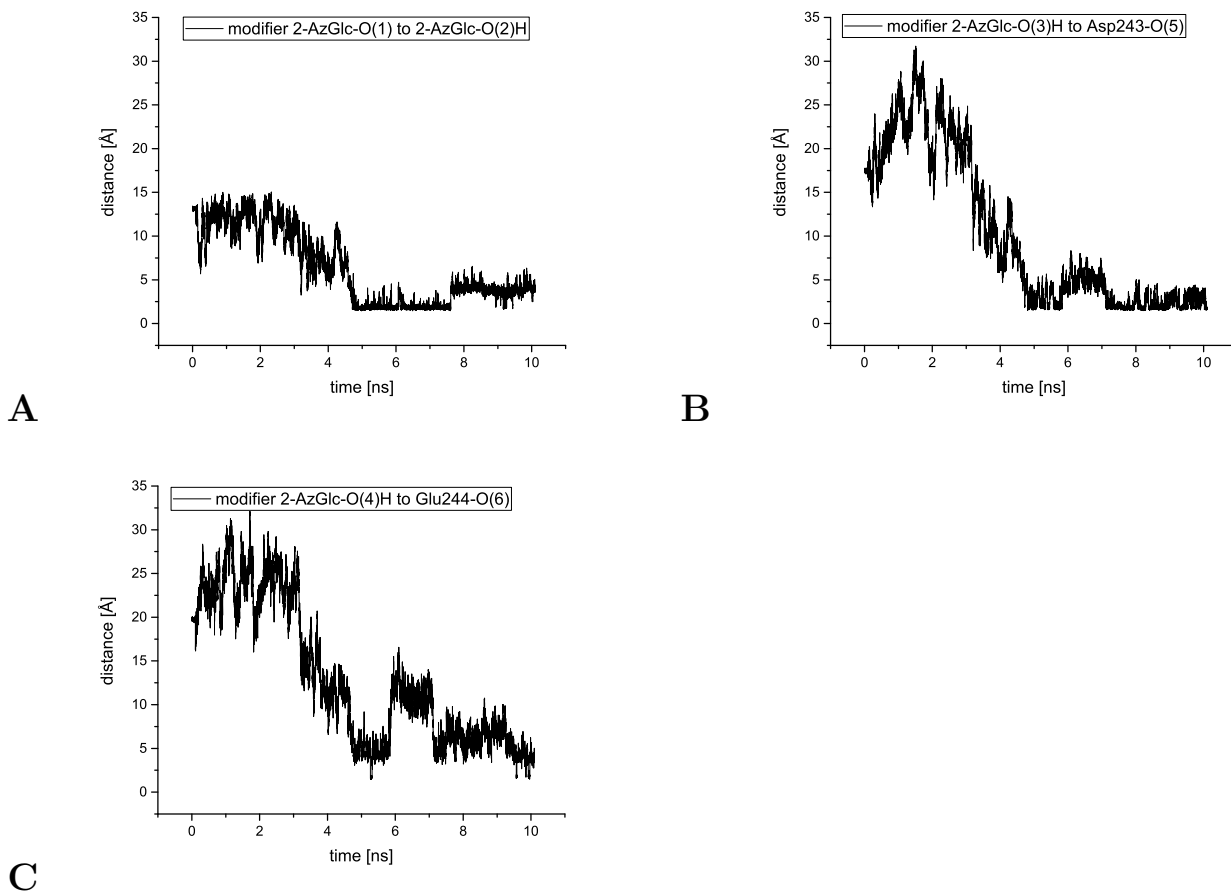 modifier 2-AzGlc-O(1) to 2-AzGlc-O(2)H
35
30
25
20
15
10
5
0
distance [Å]
0 2 4 6 8 10
time [ns]
A
modifier 2-AzGlc-O(3)H to Asp243-O(5)
35
30
25
20
15
10
5
0
distance [Å]
0 2 4 6 8 10
time [ns]
B
modifier 2-AzGlc-O(4)H to Glu244-O(6)
35
30
25
20
15
10
5
0
distance [Å]
0 2 4 6 8 10
time [ns]
C